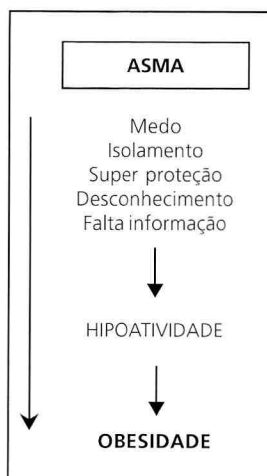 ASMA
Medo
Isolamento
Super proteção
Desconhecimento
Falta informação
HIPOATIVIDADE
OBESIDADE